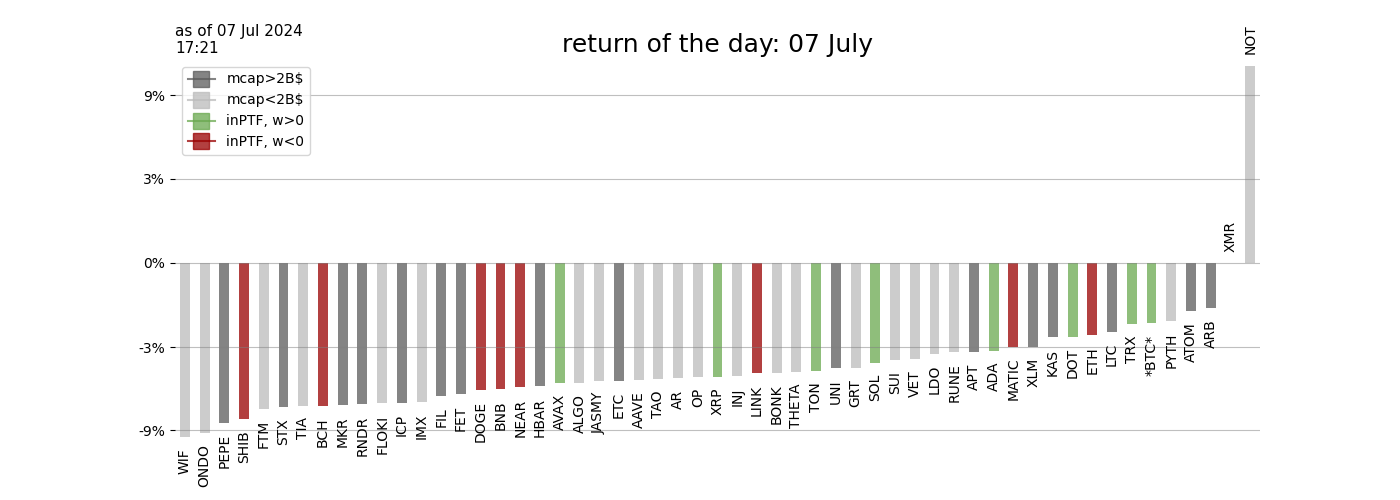 as of 07 Jul 2024
17:21
return of the day: 07 July
mcap>2B$
mcap<2B$
inPTF, w>0
inPTF, w<0
9%
3%
0%
-3%
-9%
WIF
ONDO
PEPE
SHIB
FTM
STX
TIA
BCH
MKR
RNDR
FLOKI
ICP
IMX
FIL
FET
DOGE
BNB
NEAR
HBAR
AVAX
ALGO
JASMY
ETC
AAVE
TAO
AR
OP
XRP
INJ
LINK
BONK
THETA
TON
UNI
GRT
SOL
SUI
VET
LDO
RUNE
APT
ADA
MATIC
XLM
KAS
DOT
ETH
LTC
TRX
*BTC*
PYTH
ATOM
ARB
XMR
NOT